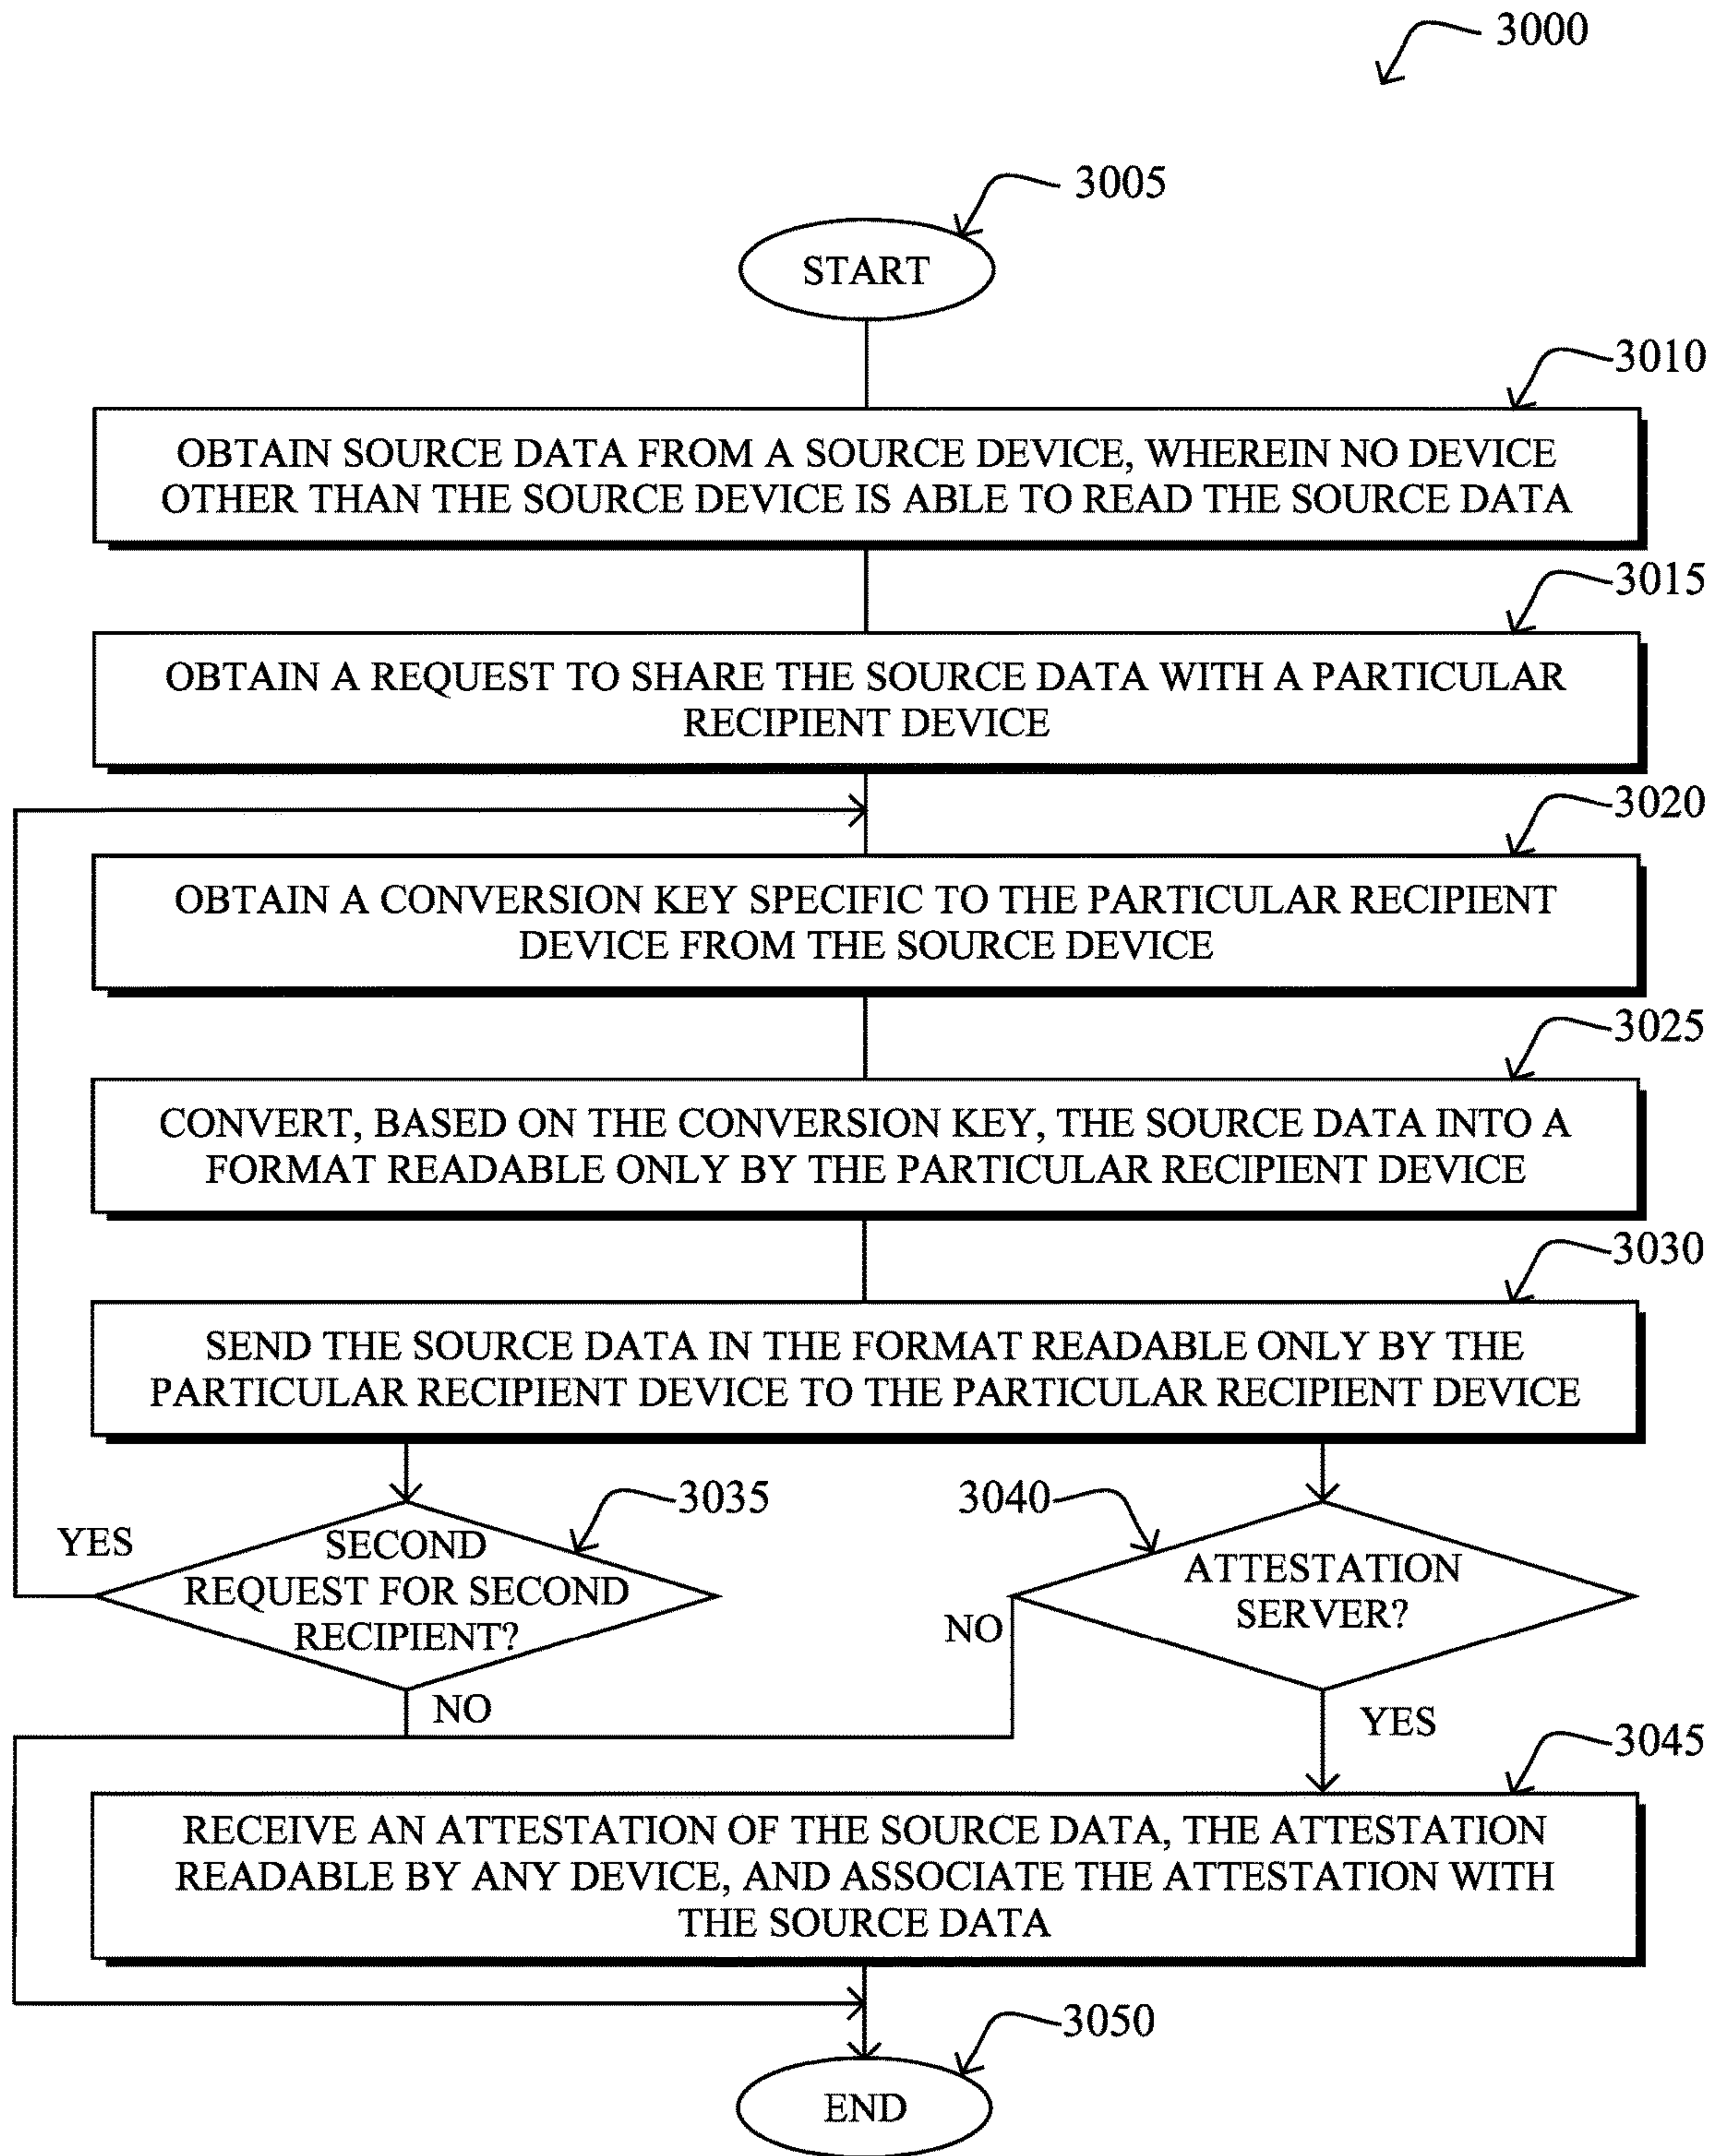 3000
3005
START
3010
OBTAIN SOURCE DATA FROM A SOURCE DEVICE, WHEREIN NO DEVICE
OTHER THAN THE SOURCE DEVICE IS ABLE TO READ THE SOURCE DATA
3015
OBTAIN A REQUEST TO SHARE THE SOURCE DATA WITH A PARTICULAR
RECIPIENT DEVICE
3020
OBTAIN A CONVERSION KEY SPECIFIC TO THE PARTICULAR RECIPIENT
DEVICE FROM THE SOURCE DEVICE
3025
CONVERT, BASED ON THE CONVERSION KEY, THE SOURCE DATA INTO A
FORMAT READABLE ONLY BY THE PARTICULAR RECIPIENT DEVICE
3030
SEND THE SOURCE DATA IN THE FORMAT READABLE ONLY BY THE
PARTICULAR RECIPIENT DEVICE TO THE PARTICULAR RECIPIENT DEVICE
3035
YES
SECOND
REQUEST FOR SECOND
RECIPIENT?
NO
3040
ATTESTATION
SERVER?
NO
YES
3045
RECEIVE AN ATTESTATION OF THE SOURCE DATA, THE ATTESTATION
READABLE BY ANY DEVICE, AND ASSOCIATE THE ATTESTATION WITH
THE SOURCE DATA
3050
END